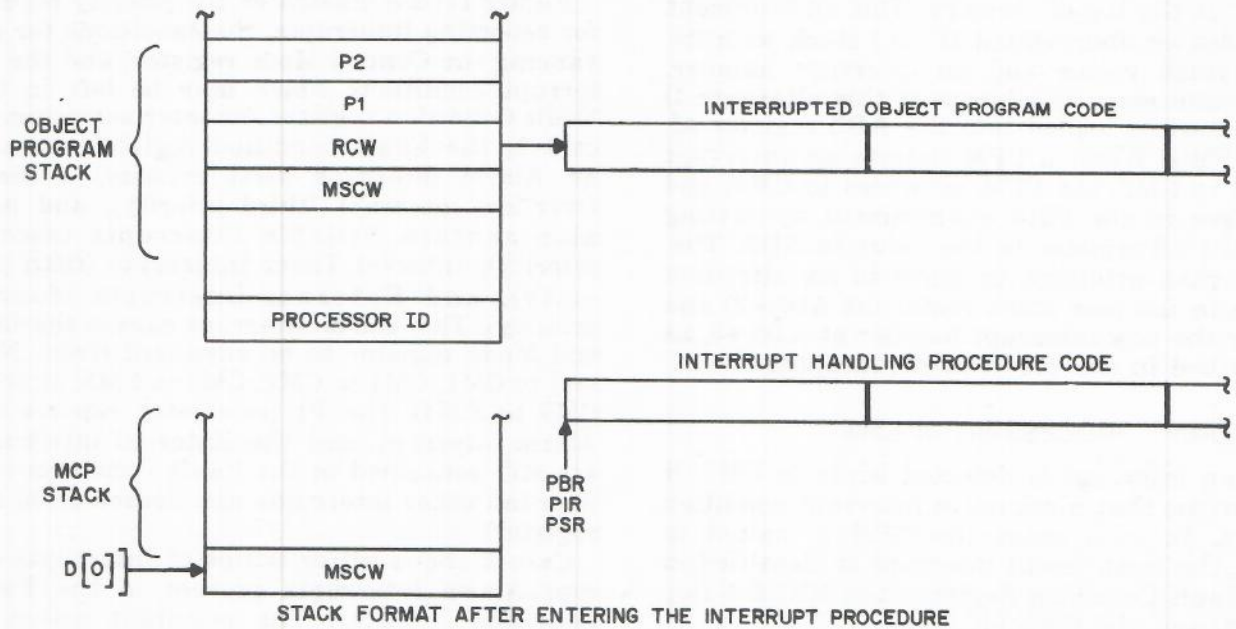 P2
P1
RCW
MSCW
PROCESSOR ID
OBJECT
PROGRAM
STACK
INTERRUPTED OBJECT PROGRAM CODE
INTERRUPT HANDLING PROCEDURE CODE
PBR
PIR
PSR
MCP
STACK
D[O]
MSCW
STACK FORMAT AFTER ENTERING THE INTERRUPT PROCEDURE